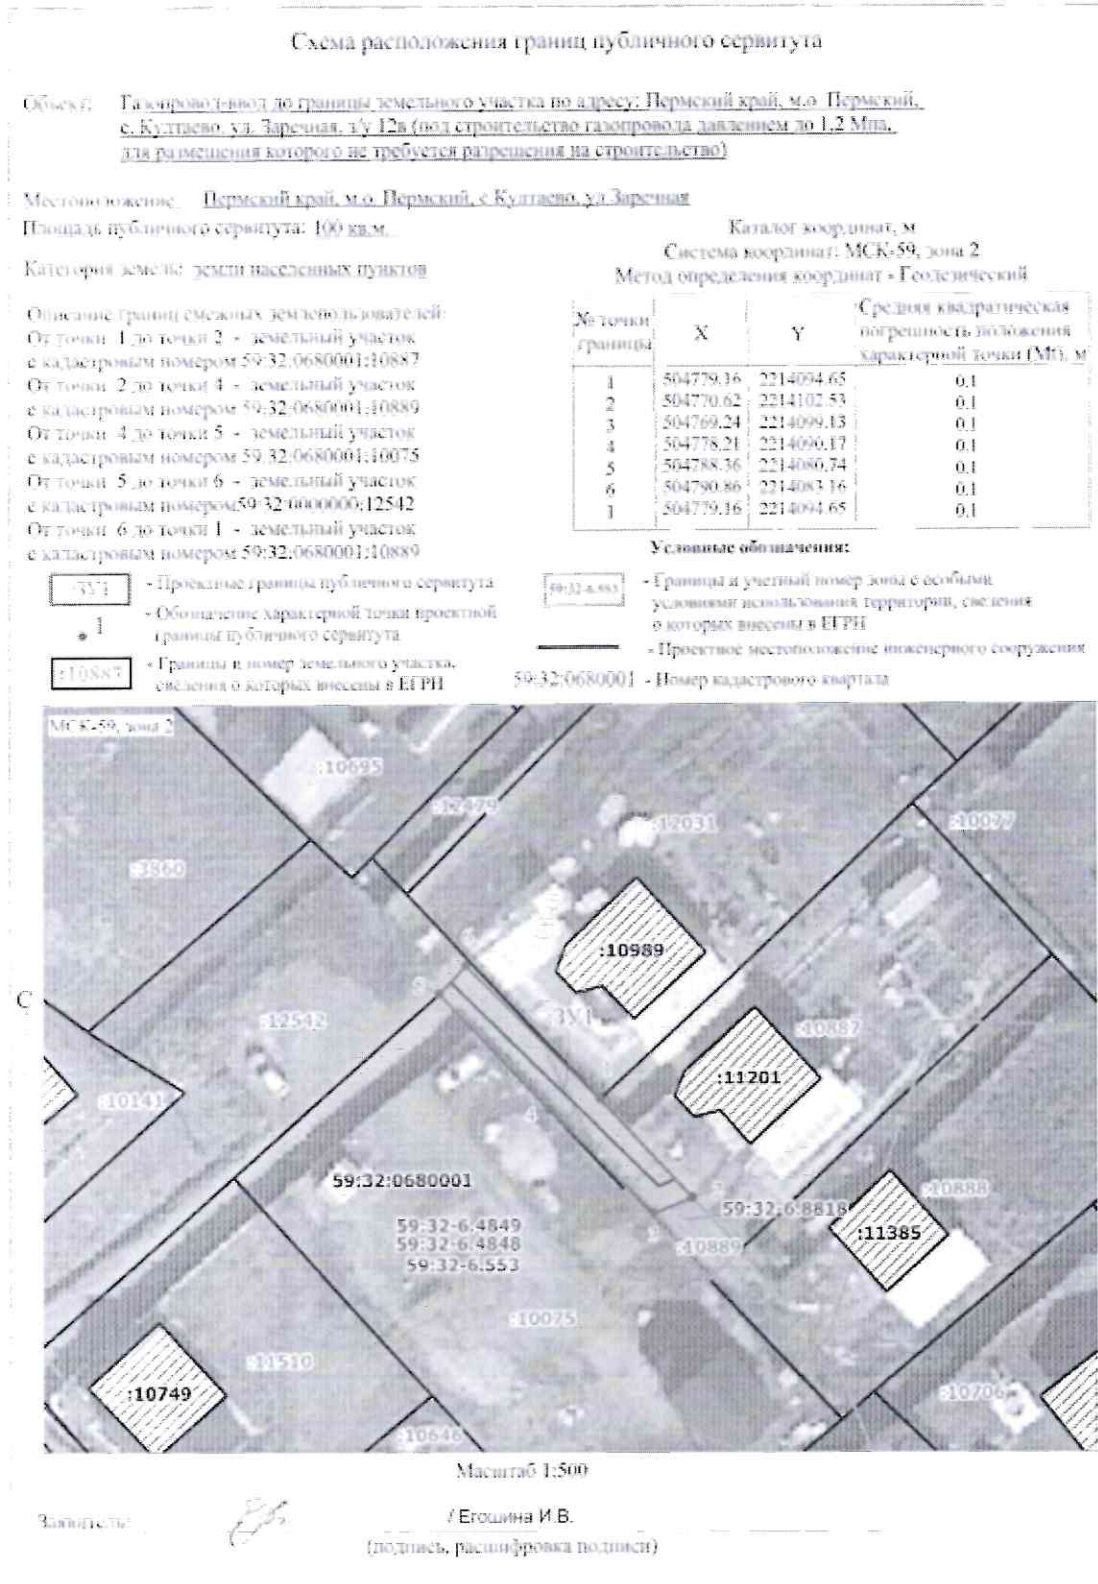 Схема расположения границ публичного сервитута
Объект: Газопровод-ввод до границы земельного участка по адресу: Пермский край, м.о. Пермский,
с. Култаево, ул. Заречная, з/у 12в (под строительство газопровода давлением до 1,2 Мпа,
для размещения которого не требуется разрешения на строительство)
Местоположение: Пермский край, м.о. Пермский, с Култаево, ул Заречная
Площадь публичного сервитута: 100 кв.м.
Категория земель: земли населенных пунктов
Описание границ смежных землепользователей:
От точки 1 до точки 2 - земельный участок
с кадастровым номером 59:32:0680001:10887
От точки 2 до точки 4 - земельный участок
с кадастровым номером 59:32:0680001:10889
От точки 4 до точки 5 - земельный участок
с кадастровым номером 59:32:0680001:10075
От точки 5 до точки 6 - земельный участок
с кадастровым номером59:32:0000000:12542
От точки 6 до точки 1 - земельный участок
с кадастровым номером 59:32:0680001:10889
Каталог координат, м
Система координат: МСК-59, зона 2
Метод определения координат - Геодезический
№ точки границы X Y Средняя квадратическая погрешность положения характерной точки (Mt), м
1 504779.16 2214094.65 0.1
2 504770.62 2214102.53 0.1
3 504769.24 2214099.13 0.1
4 504778.21 2214090.17 0.1
5 504788.36 2214080.74 0.1
6 504790.86 2214083.16 0.1
1 504779.16 2214094.65 0.1
Условные обозначения:
:ЗУ1 - Проектные границы публичного сервитута
1 - Обозначение характерной точки проектной
границы публичного сервитута
:10887 - Границы и номер земельного участка,
сведения о которых внесены в ЕГРН
59:32-6.553 - Границы и учетный номер зоны с особыми
условиями использования территории, сведения
о которых внесены в ЕГРН
- Проектное местоположение инженерного сооружения
59:32:0680001 - Номер кадастрового квартала
МСК-59, зона 2
:10695
:12479
:12031
:10077
:3860
:10989
С
:12542
:ЗУ1
:10887
:11201
:10141
4
59:32:0680001
59:32-6.8818
:10888
59:32-6.4849
59:32-6.4848
59:32-6.553
3
:10889
:11385
:10075
:11510
:10749
:10706
:10646
Масштаб 1:500
Заявитель:
/ Егошина И.В.
(подпись, расшифровка подписи)